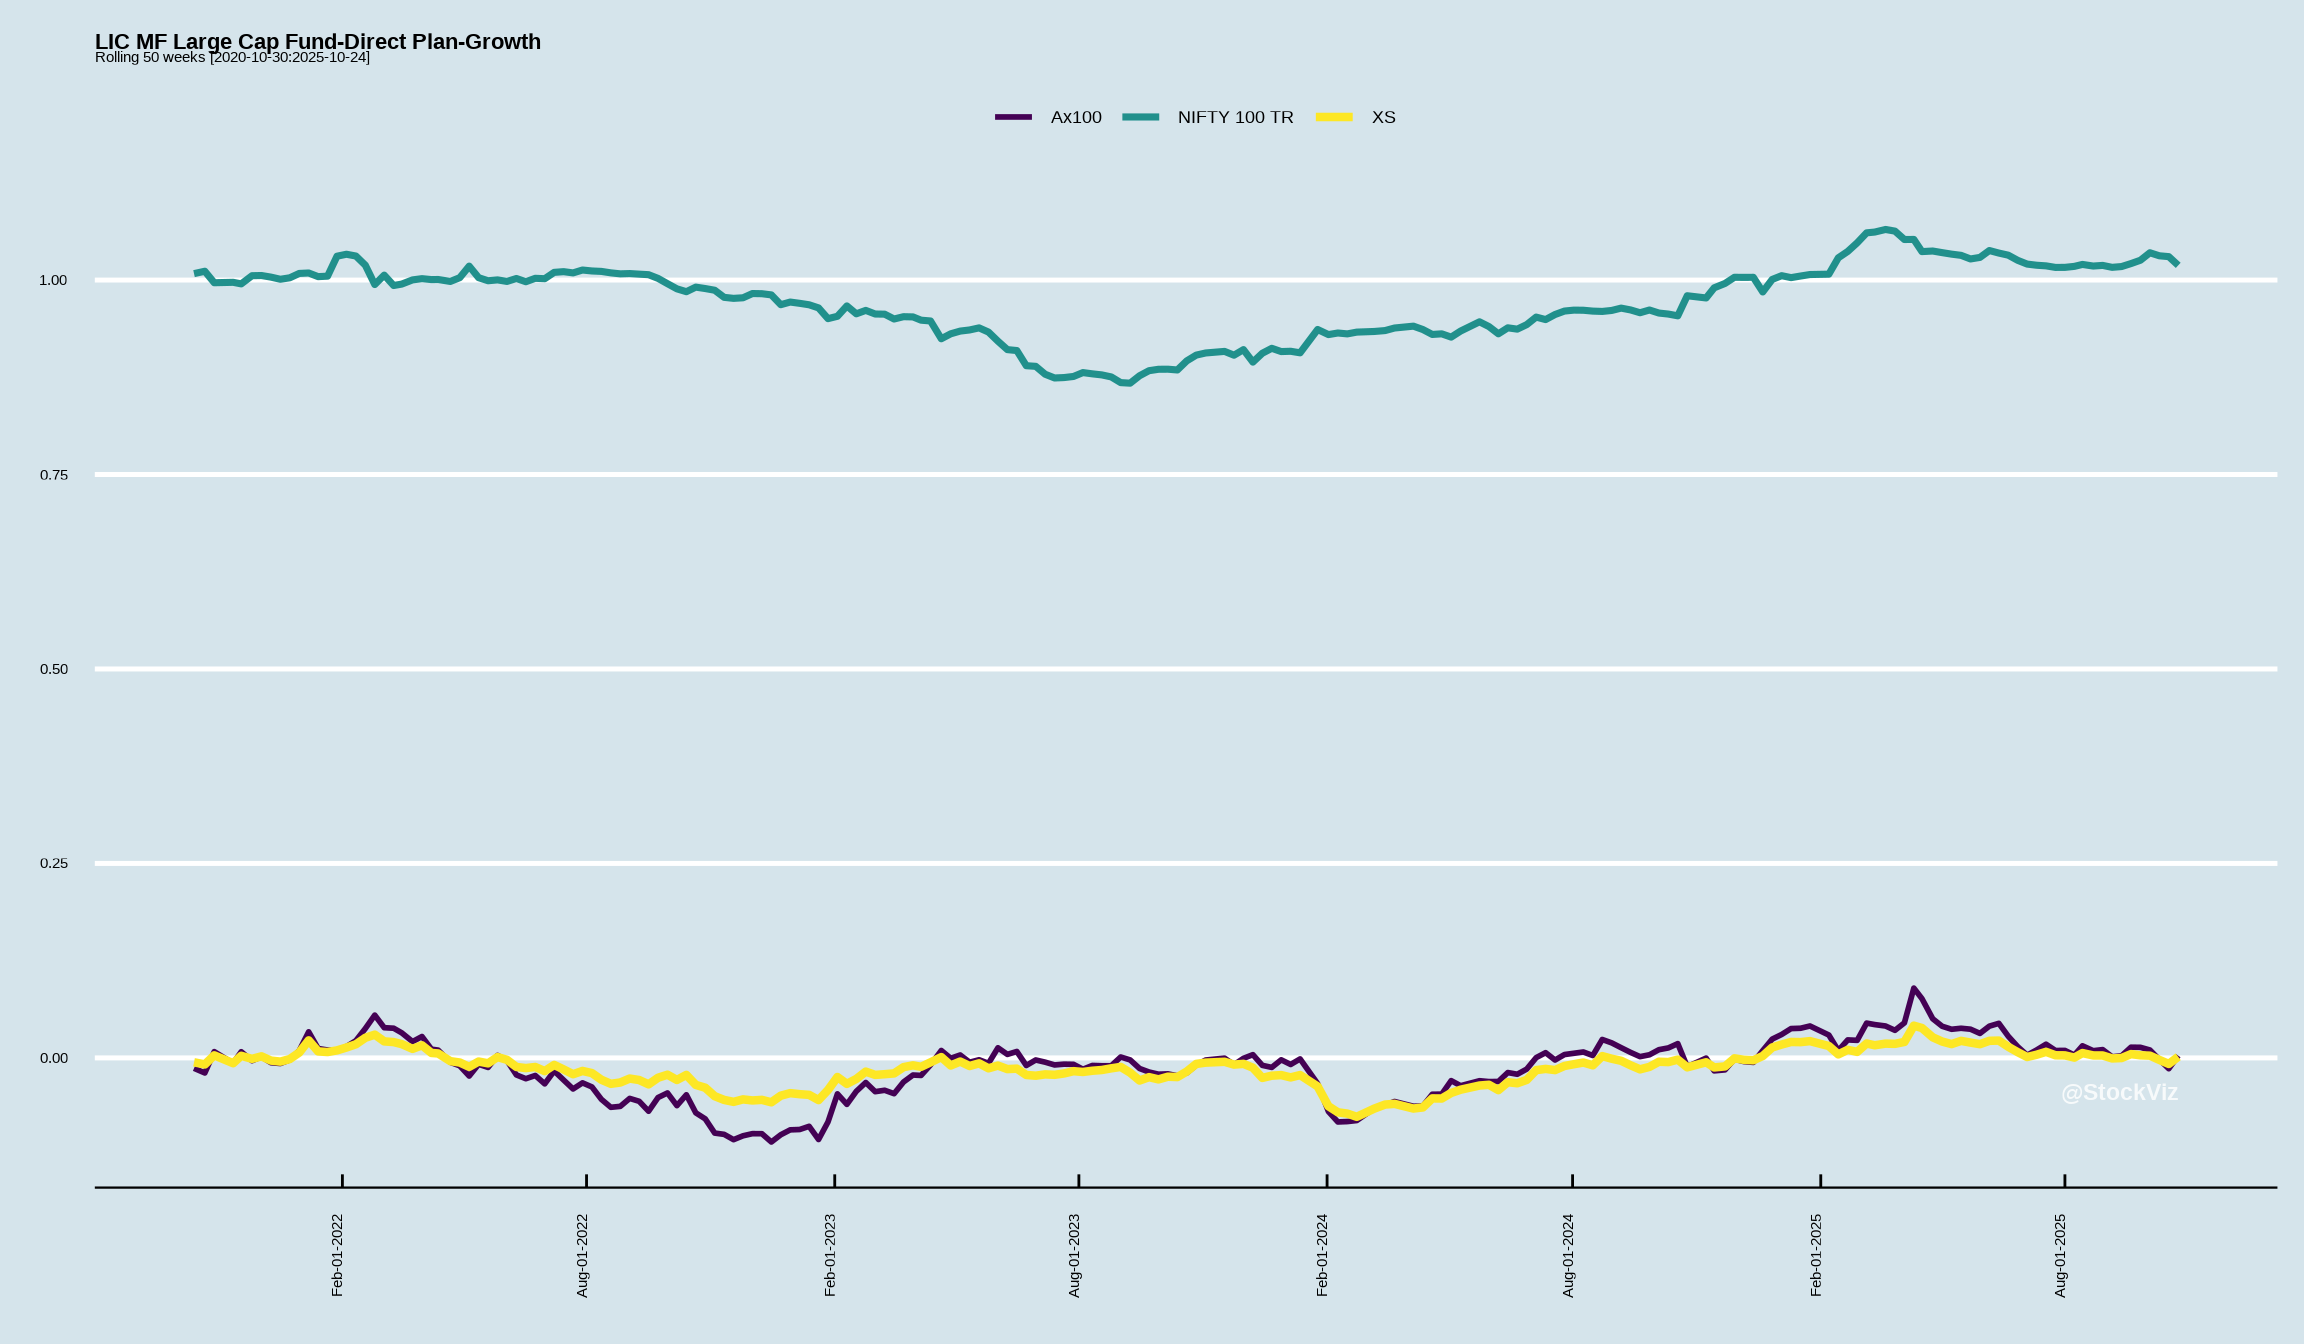 LIC MF Large Cap Fund-Direct Plan-Growth
Rolling 50 weeks [2020-10-30:2025-10-24]
Ax100 NIFTY 100 TR XS
1.00
0.75
0.50
0.25
0.00
@StockViz
Feb-01-2022
Aug-01-2022
Feb-01-2023
Aug-01-2023
Feb-01-2024
Aug-01-2024
Feb-01-2025
Aug-01-2025